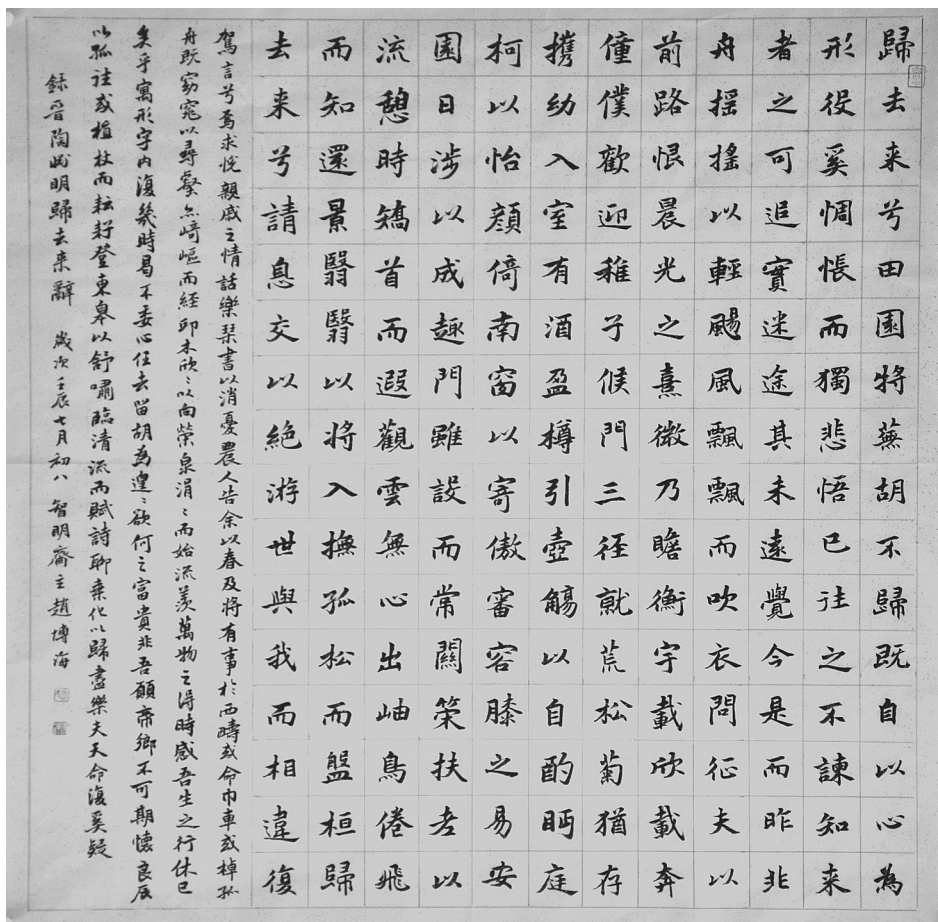 歸去来兮田園将蕪胡不歸既自以心為
形役奚惆悵而獨悲悟已往之不諫知来
者之可追實迷途其未遠覺今是而昨非
舟摇摇以輕颺風飄飄而吹衣問征夫以
前路恨晨光之熹微乃瞻衡宇載欣載奔
僮僕歡迎稚子候門三徑就荒松菊猶存
攜幼入室有酒盈樽引壺觴以自酌眄庭
柯以怡顔倚南窗以寄傲審容膝之易安
園日涉以成趣門雖設而常關策扶老以
流憩時矯首而遐觀雲無心出岫鳥倦飛
而知還景翳翳以将入撫孤松而盤桓歸
去来兮請息交以絶游世與我而相違復
駕言兮焉求悦親戚之情話樂琴書以消憂農人告余以春及将有事於西疇或命巾車或棹孤
舟既窈窕以尋壑亦崎嶇而經邱木欣欣以向榮泉涓涓而始流羨萬物之得時感吾生之行休已
矣乎寓形宇内復幾時曷不委心任去留胡為遑遑欲何之富貴非吾願帝鄉不可期懷良辰
以孤往或植杖而耘耔登東皋以舒嘯臨清流而賦詩聊乘化以歸盡樂夫天命復奚疑
録晉陶淵明歸去来辭 歲次壬辰七月初八 智明齋主趙博海